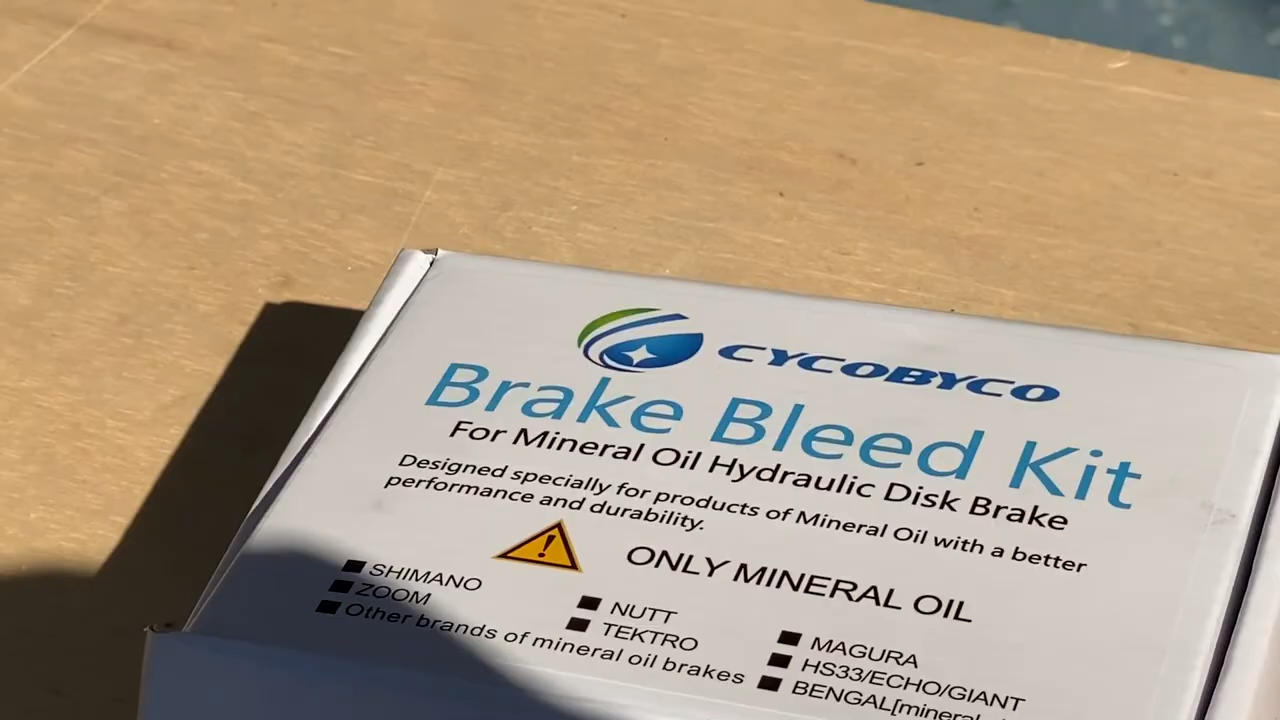 CYCOBYCO
Brake Bleed Kit
For Mineral Oil Hydraulic Disk Brake
Designed specially for products of Mineral Oil with a better
performance and durability.
ONLY MINERAL OIL
SHIMANO
ZOOM
Other brands of mineral oil brakes
NUTT
TEKTRO
MAGURA
HS33/ECHO/GIANT
BENGAL[mineral